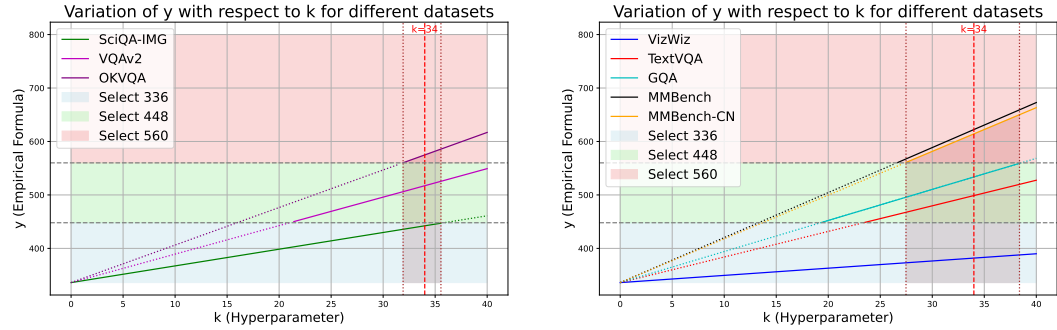 Variation of y with respect to k for different datasets
k=34
800
700
600
500
400
y (Empirical Formula)
SciQA-IMG
VQAv2
OKVQA
Select 336
Select 448
Select 560
0 5 10 15 20 25 30 35 40
k (Hyperparameter)
Variation of y with respect to k for different datasets
k=34
800
700
600
500
400
y (Empirical Formula)
VizWiz
TextVQA
GQA
MMBench
MMBench-CN
Select 336
Select 448
Select 560
0 5 10 15 20 25 30 35 40
k (Hyperparameter)